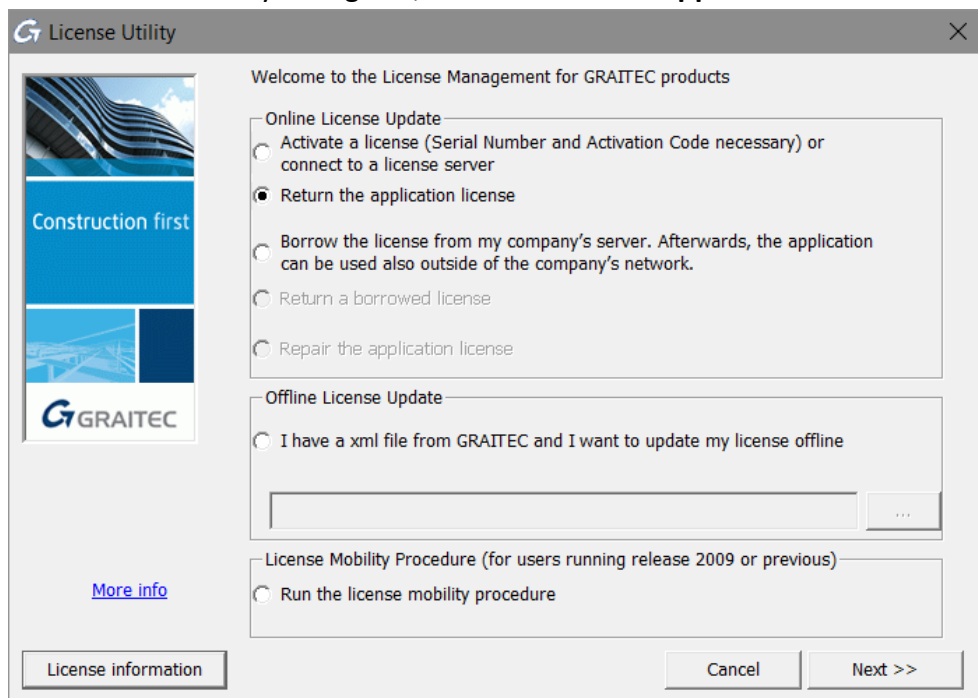 License Utility
Welcome to the License Management for GRAITEC products
Online License Update
Activate a license (Serial Number and Activation Code necessary) or
connect to a license server
Return the application license
Construction first
Borrow the license from my company's server. Afterwards, the application
can be used also outside of the company's network.
Return a borrowed license
Repair the application license
GRAITEC
Offline License Update
I have a xml file from GRAITEC and I want to update my license offline
...
License Mobility Procedure (for users running release 2009 or previous)
More info
Run the license mobility procedure
License information
Cancel
Next >>